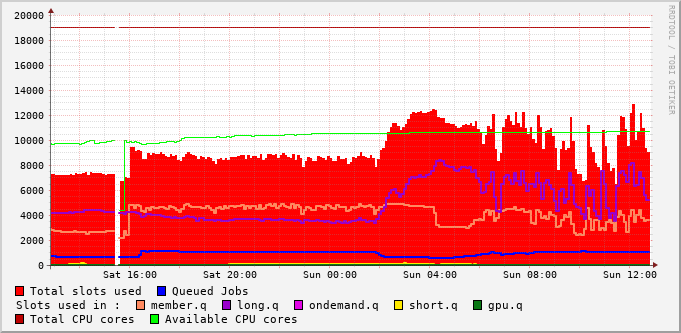 RRDTOOL / TOBI OETIKER
20000
18000
16000
14000
12000
10000
8000
6000
4000
2000
0
Sat 16:00 Sat 20:00 Sun 00:00 Sun 04:00 Sun 08:00 Sun 12:00
Total slots used Queued Jobs
Slots used in : member.q long.q ondemand.q short.q gpu.q
Total CPU cores Available CPU cores